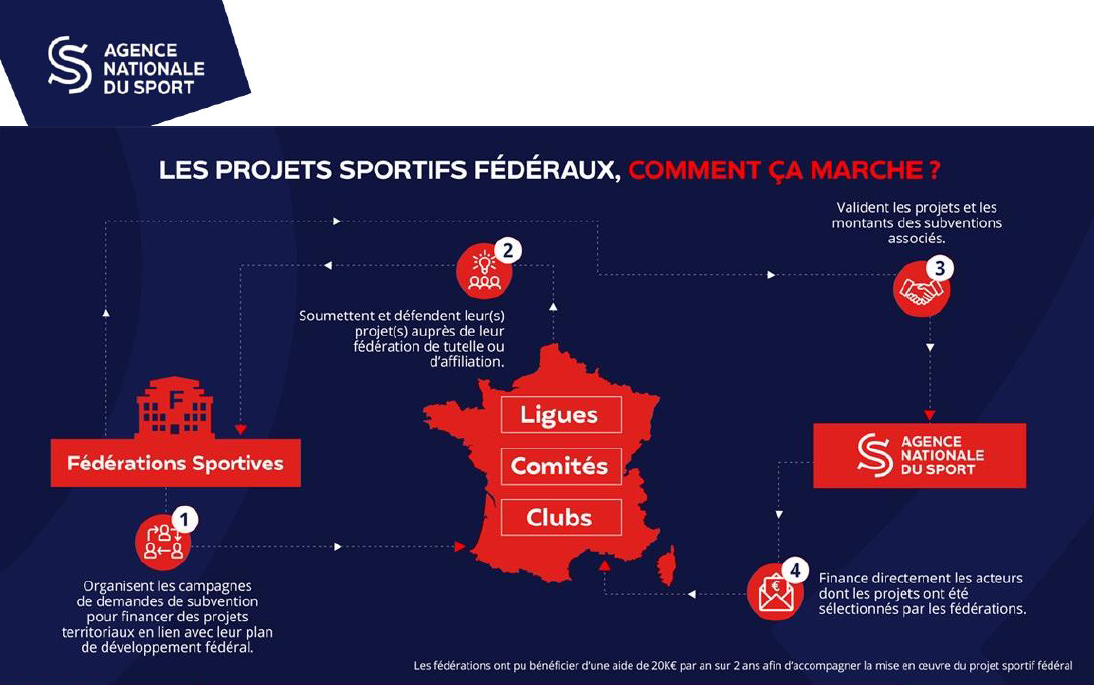 AGENCE
NATIONALE
DU SPORT
LES PROJETS SPORTIFS FÉDÉRAUX, COMMENT ÇA MARCHE ?
Valident les projets et les
montants des subventions
associés.
3
2
Soumettent et défendent leur(s)
projet(s) auprès de leur
fédération de tutelle ou
d'affiliation.
F
Fédérations Sportives
Ligues
Comités
Clubs
AGENCE
NATIONALE
DU SPORT
1
Organisent les campagnes
de demandes de subvention
pour financer des projets
territoriaux en lien avec leur plan
de développement fédéral.
4
€
Finance directement les acteurs
dont les projets ont été
sélectionnés par les fédérations.
Les fédérations ont pu bénéficier d'une aide de 20K€ par an sur 2 ans afin d'accompagner la mise en œuvre du projet sportif fédéral